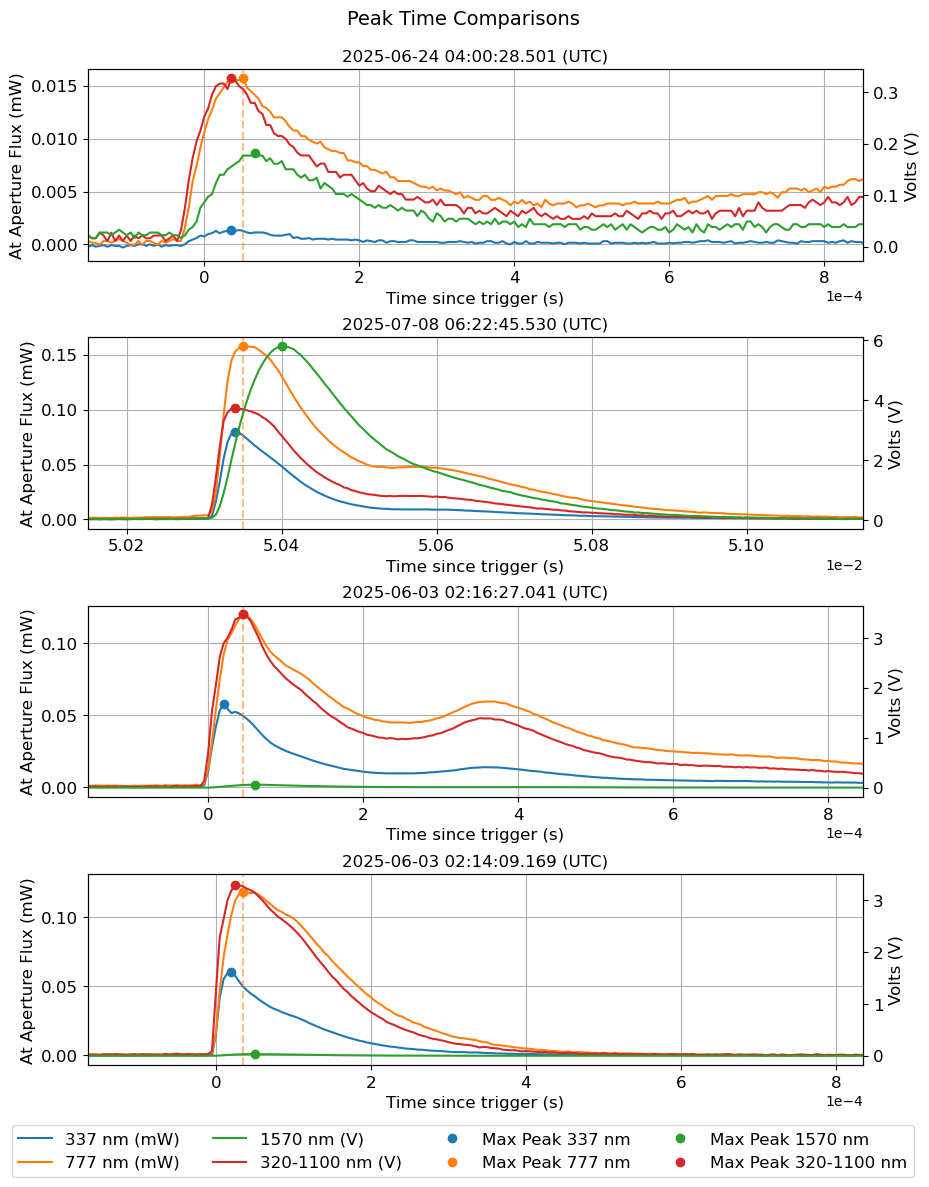 Peak Time Comparisons
2025-06-24 04:00:28.501 (UTC)
At Aperture Flux (mW)
0.015
0.010
0.005
0.000
0.3
0.2
0.1
0.0
Volts (V)
0 2 4 6 8
1e−4
Time since trigger (s)
2025-07-08 06:22:45.530 (UTC)
At Aperture Flux (mW)
0.15
0.10
0.05
0.00
6
4
2
0
Volts (V)
5.02 5.04 5.06 5.08 5.10
1e−2
Time since trigger (s)
2025-06-03 02:16:27.041 (UTC)
At Aperture Flux (mW)
0.10
0.05
0.00
3
2
1
0
Volts (V)
0 2 4 6 8
1e−4
Time since trigger (s)
2025-06-03 02:14:09.169 (UTC)
At Aperture Flux (mW)
0.10
0.05
0.00
3
2
1
0
Volts (V)
0 2 4 6 8
1e−4
Time since trigger (s)
337 nm (mW) 1570 nm (V) Max Peak 337 nm Max Peak 1570 nm
777 nm (mW) 320-1100 nm (V) Max Peak 777 nm Max Peak 320-1100 nm